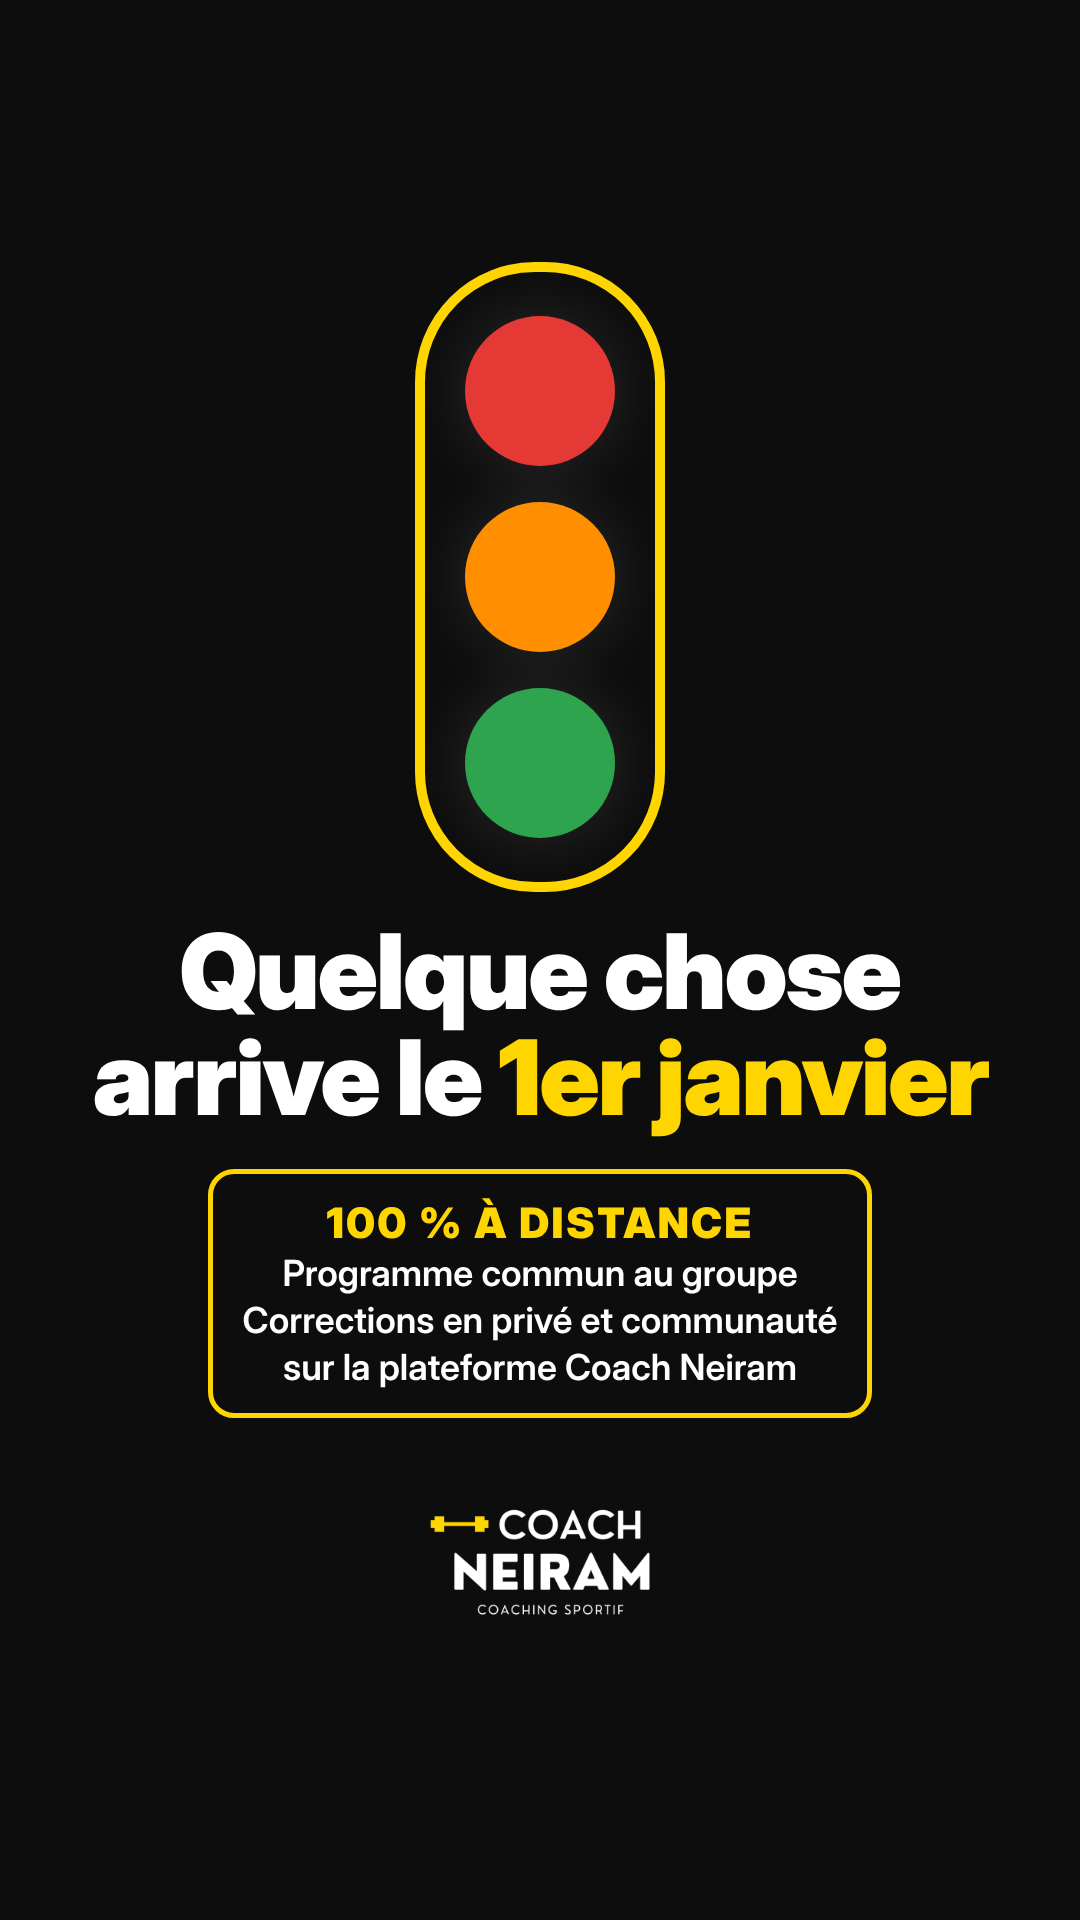 Quelque chose
arrive le 1er janvier
100 % À DISTANCE
Programme commun au groupe
Corrections en privé et communauté
sur la plateforme Coach Neiram
COACH
NEIRAM
COACHING SPORTIF